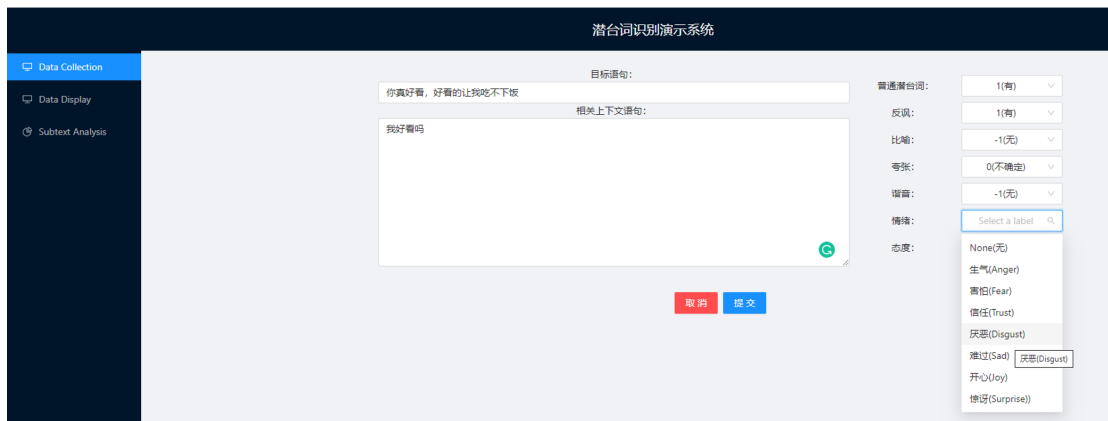 潜台词识别演示系统
Data Collection
Data Display
Subtext Analysis
目标语句：
你真好看，好看的让我吃不下饭
相关上下文语句：
我好看吗
取 消
提 交
普通潜台词：
1(有)
反讽：
1(有)
比喻：
-1(无)
夸张：
0(不确定)
谐音：
-1(无)
情绪：
Select a label
态度：
None(无)
生气(Anger)
害怕(Fear)
信任(Trust)
厌恶(Disgust)
难过(Sad)
厌恶(Disgust)
开心(Joy)
惊讶(Surprise))